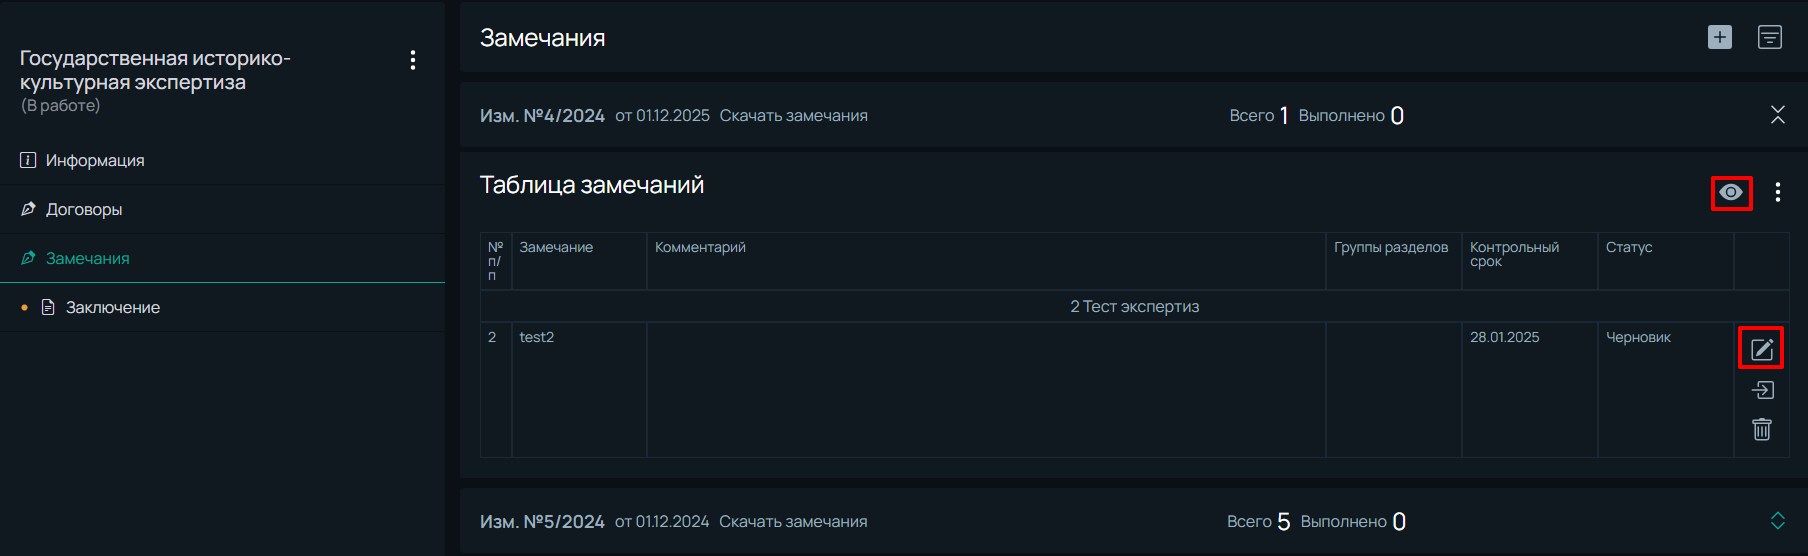 Государственная историко-
культурная экспертиза
(В работе)
Информация
Договоры
Замечания
Заключение
Замечания
Изм. №4/2024 от 01.12.2025 Скачать замечания Всего 1 Выполнено 0
Таблица замечаний
№ п/п Замечание Комментарий Группы разделов Контрольный срок Статус
2 Тест экспертиз
2 test2 28.01.2025 Черновик
Изм. №5/2024 от 01.12.2024 Скачать замечания Всего 5 Выполнено 0